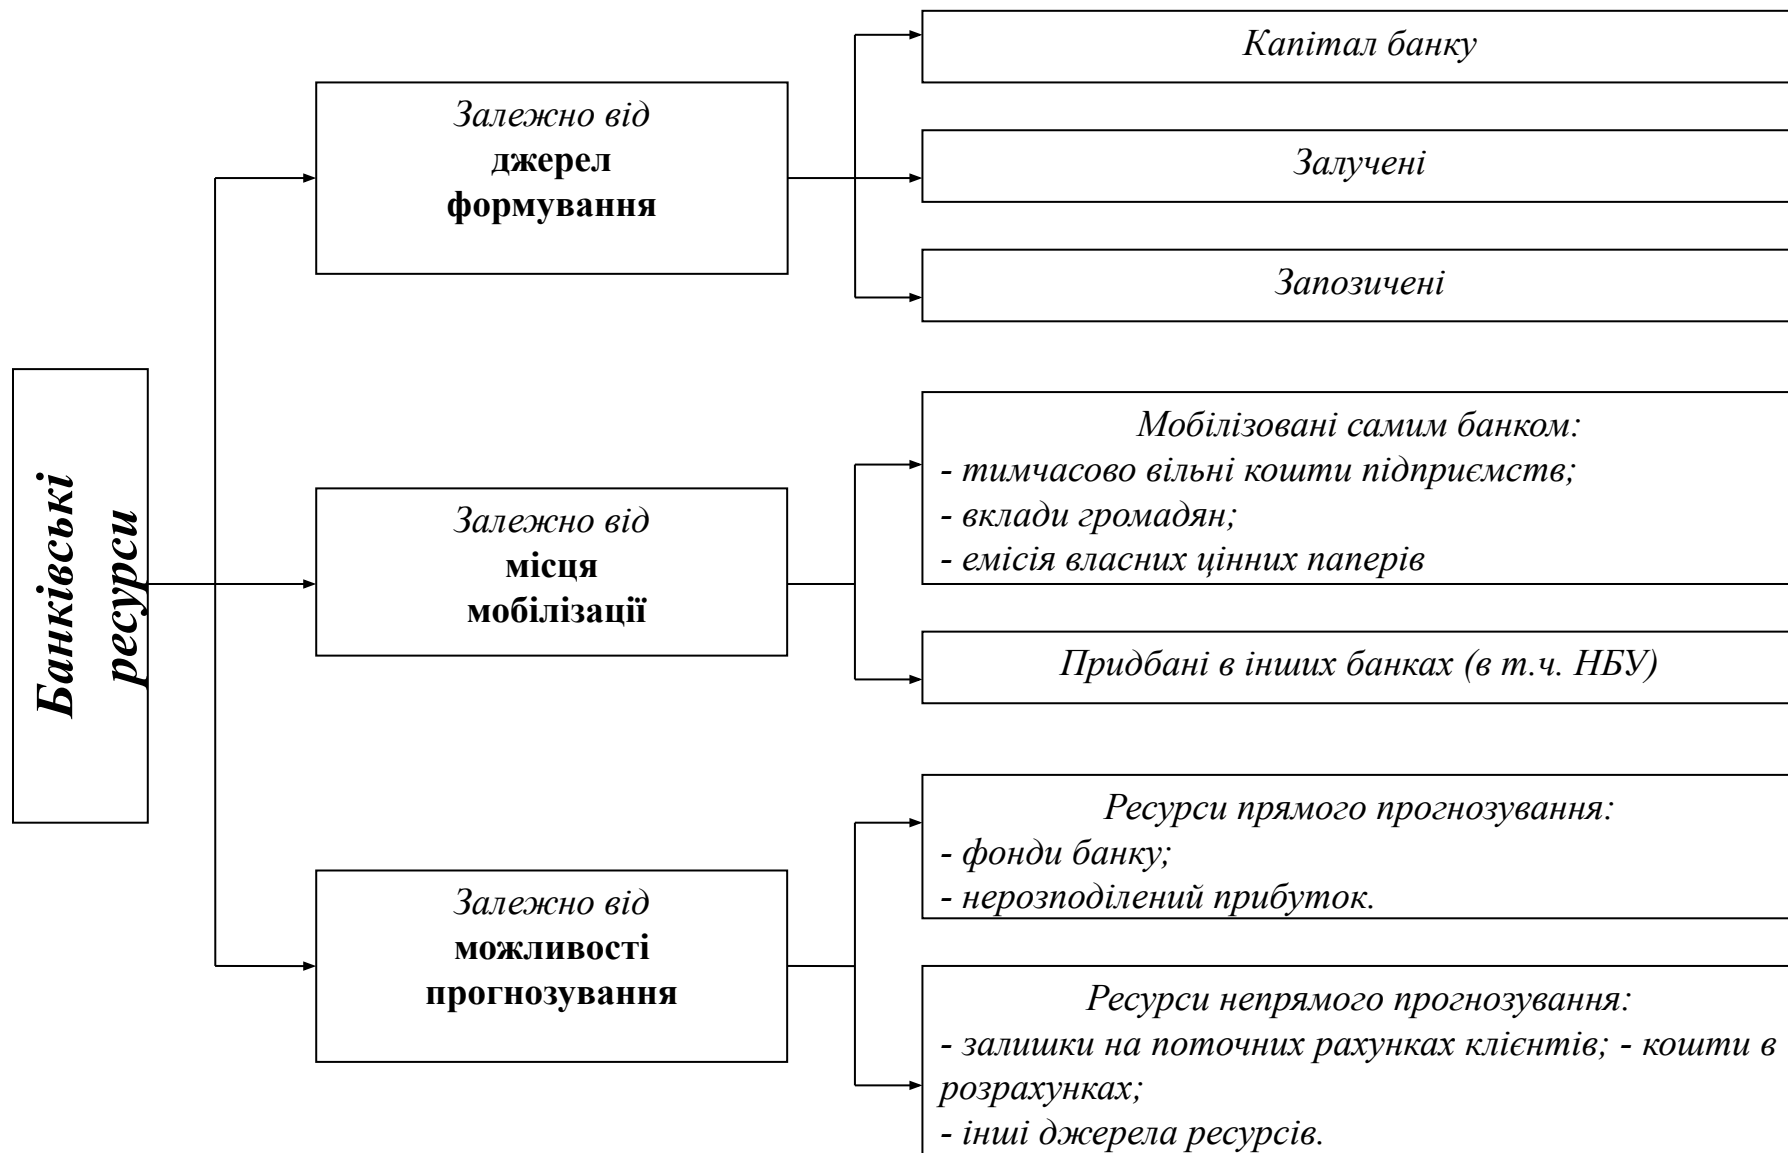 Банківські
ресурси
Залежно від
джерел
формування
Капітал банку
Залучені
Запозичені
Залежно від
місця
мобілізації
Мобілізовані самим банком:
- тимчасово вільні кошти підприємств;
- вклади громадян;
- емісія власних цінних паперів
Придбані в інших банках (в т.ч. НБУ)
Залежно від
можливості
прогнозування
Ресурси прямого прогнозування:
- фонди банку;
- нерозподілений прибуток.
Ресурси непрямого прогнозування:
- залишки на поточних рахунках клієнтів; - кошти в
розрахунках;
- інші джерела ресурсів.